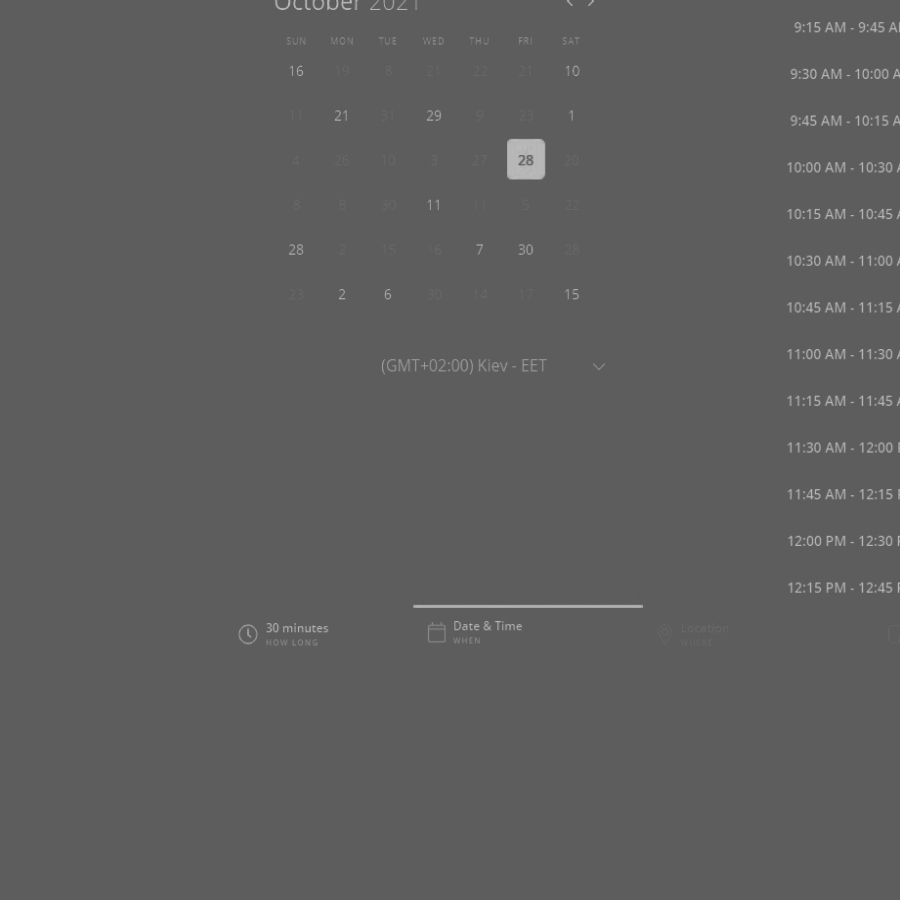 October 2021
SUN MON TUE WED THU FRI SAT
16 19 8 21 22 21 10
11 21 31 29 9 23 1
4 26 10 3 27 28 20
8 9 30 11 11 5 22
28 2 15 16 7 30 28
23 2 6 30 14 17 15
(GMT+02:00) Kiev - EET
9:15 AM - 9:45 A
9:30 AM - 10:00 A
9:45 AM - 10:15 A
10:00 AM - 10:30 A
10:15 AM - 10:45 A
10:30 AM - 11:00 A
10:45 AM - 11:15 A
11:00 AM - 11:30 A
11:15 AM - 11:45 A
11:30 AM - 12:00 P
11:45 AM - 12:15 P
12:00 PM - 12:30 P
12:15 PM - 12:45 P
30 minutes
HOW LONG
Date & Time
WHEN
Location
WHERE